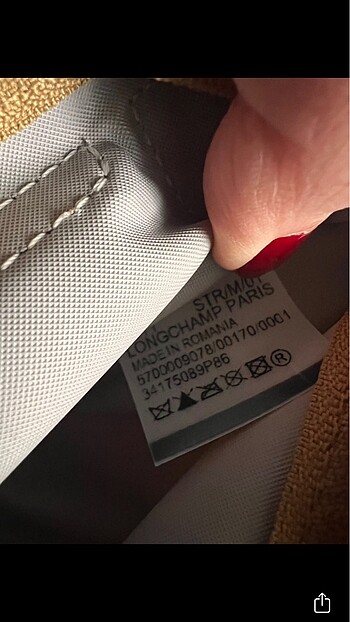 STR/M/01
LONGCHAMP PARIS
MADE IN ROMANIA
5700009078/00170/0001
34175089P86
®